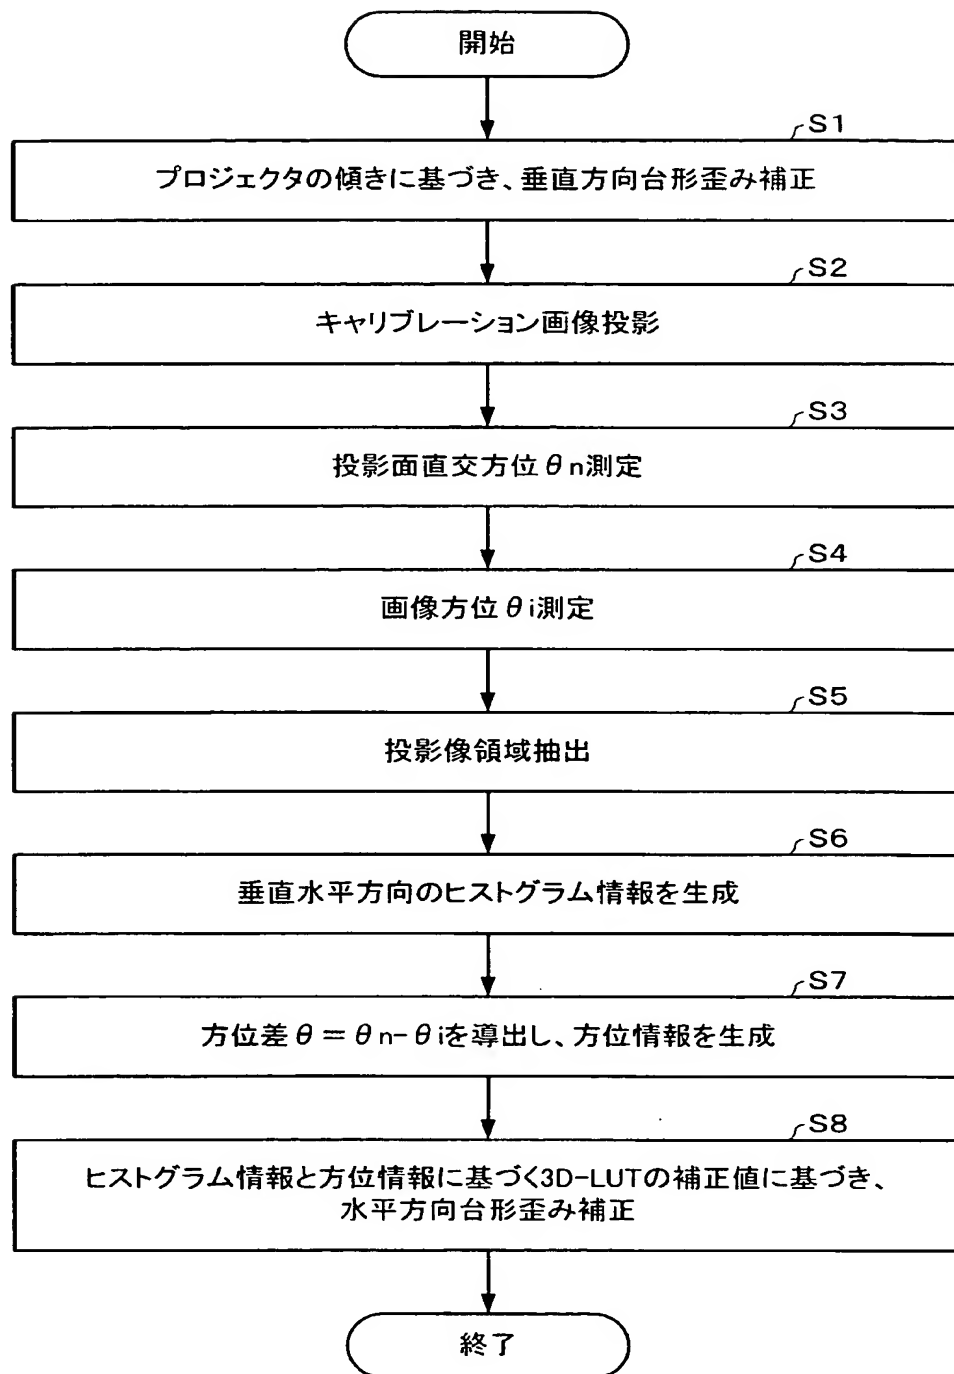 開始
S1
プロジェクタの傾きに基づき、垂直方向台形歪み補正
S2
キャリブレーション画像投影
S3
投影面直交方位θn測定
S4
画像方位θi測定
S5
投影像領域抽出
S6
垂直水平方向のヒストグラム情報を生成
S7
方位差θ=θn-θiを導出し、方位情報を生成
S8
ヒストグラム情報と方位情報に基づく3D-LUTの補正値に基づき、
水平方向台形歪み補正
終了